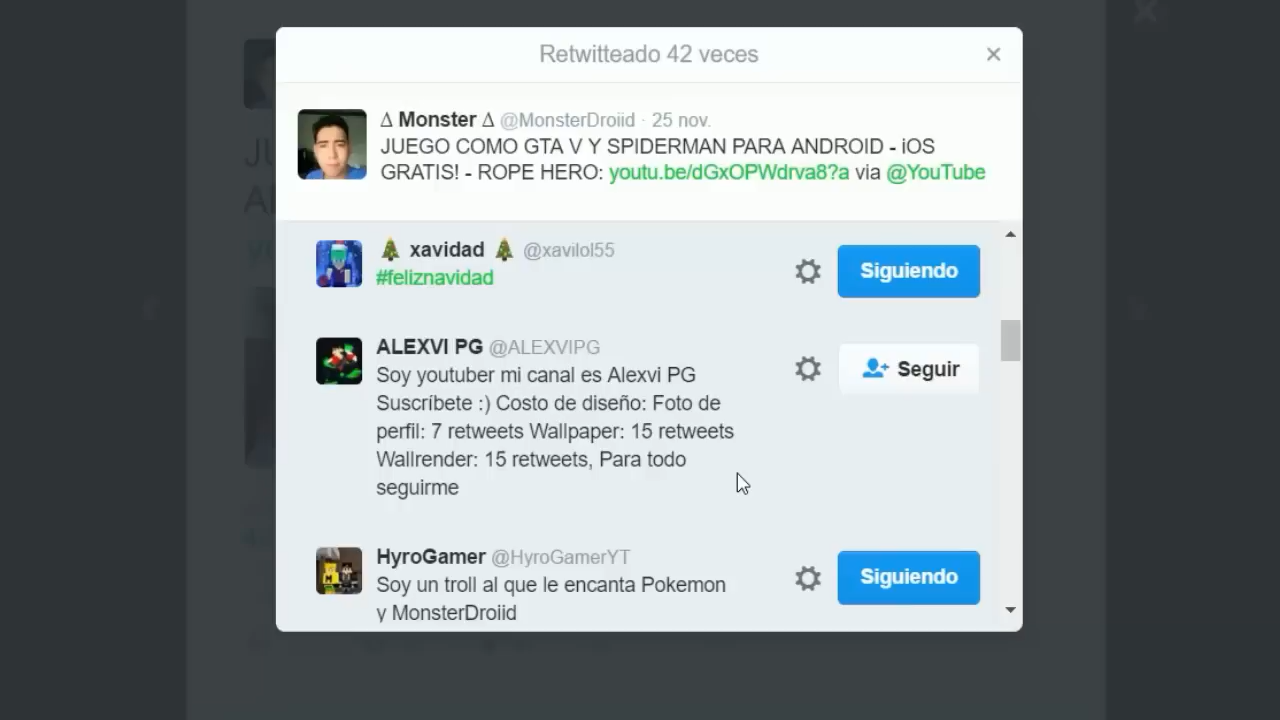 Retwitteado 42 veces
Δ Monster Δ @MonsterDroiid · 25 nov.
JUEGO COMO GTA V Y SPIDERMAN PARA ANDROID - iOS
GRATIS! - ROPE HERO: youtu.be/dGxOPWdrva8?a via @YouTube
xavidad @xavilol55
#feliznavidad
Siguiendo
ALEXVI PG @ALEXVIPG
Soy youtuber mi canal es Alexvi PG
Suscríbete :) Costo de diseño: Foto de
perfil: 7 retweets Wallpaper: 15 retweets
Wallrender: 15 retweets, Para todo
seguirme
Seguir
HyroGamer @HyroGamerYT
Soy un troll al que le encanta Pokemon
y MonsterDroiid
Siguiendo